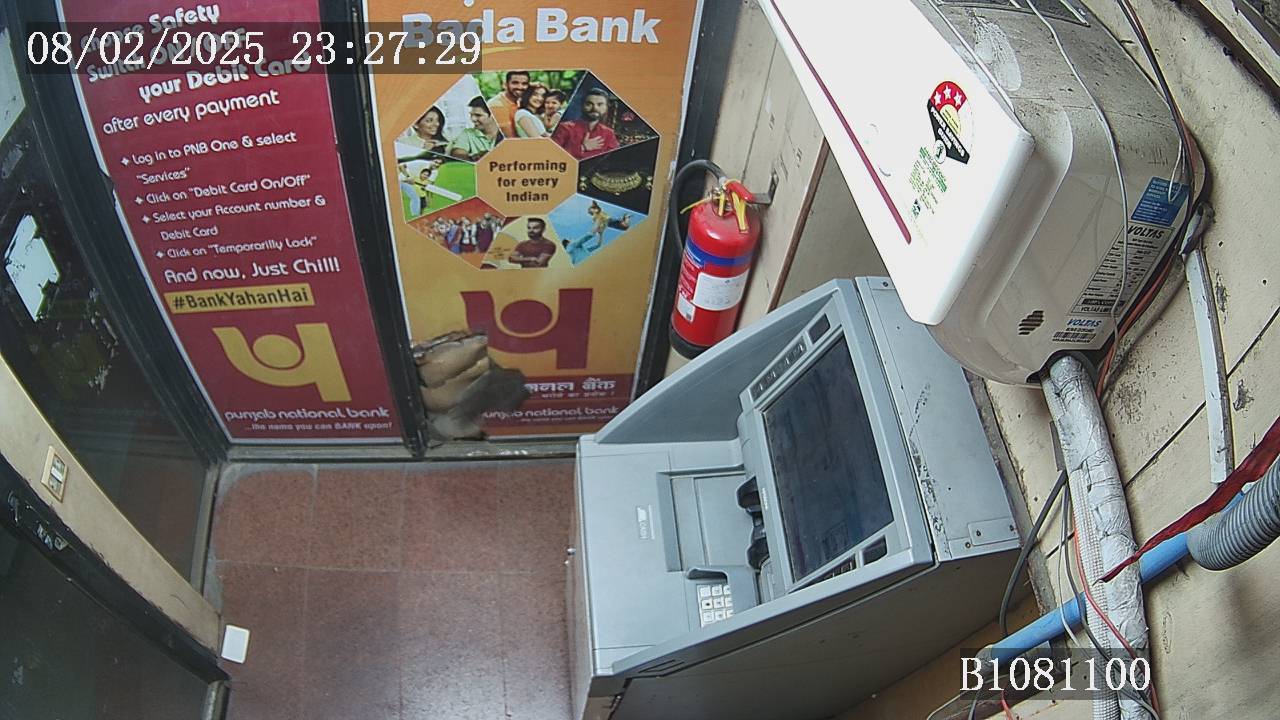 08/02/2025 23:27:29
Safety
your Debit Card
after every payment
Log in to PNB One & select
"Services"
Click on "Debit Card On/Off"
Select your Account number &
Debit Card
Click on "Temporarilly Lock"
And now, Just Chill!
#BankYahanHai
punjab national bank
...the name you can BANK upon!
Bada Bank
Performing
for every
Indian
बैंक
punjab national bank
VOLTAS
VOLTAS
B1081100